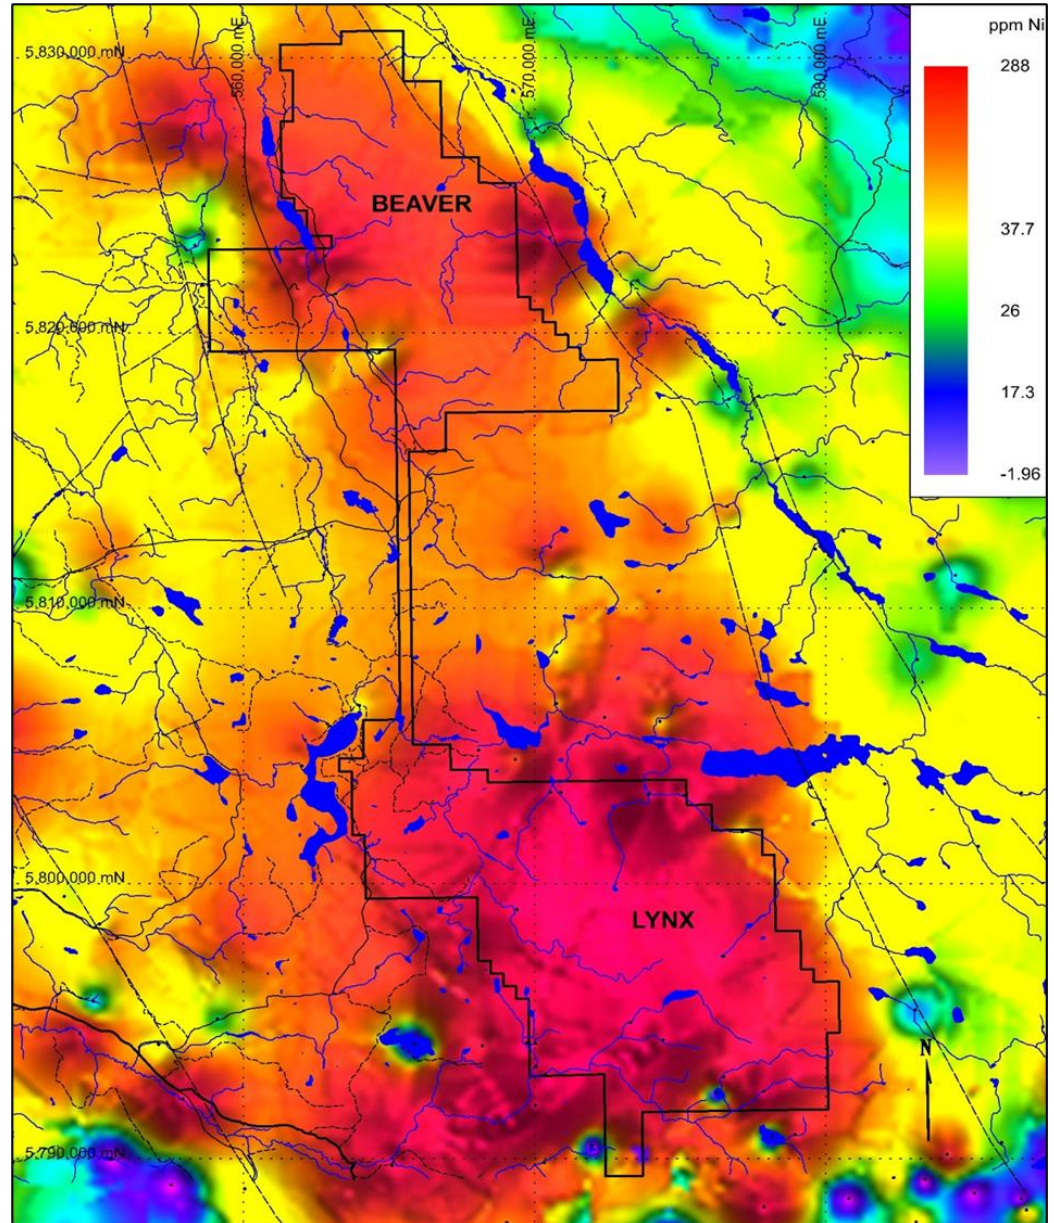 ppm Ni
288
37.7
26
17.3
-1.96
560,000 mE
570,000 mE
580,000 mE
5,830,000 mN
BEAVER
5,820,000 mN
5,810,000 mN
5,800,000 mN
LYNX
N
5,790,000 mN